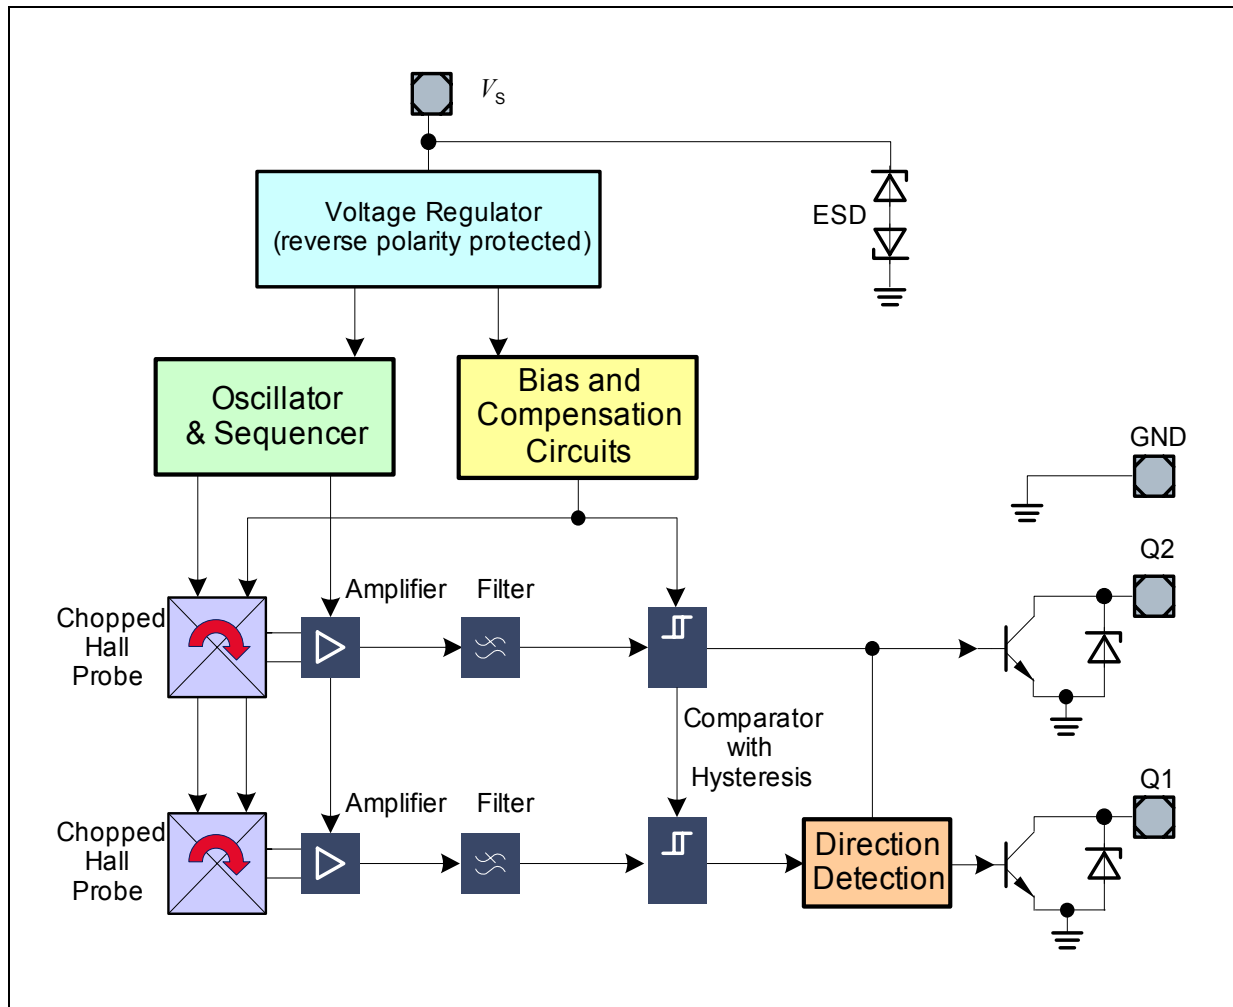 VS
Voltage Regulator
(reverse polarity protected)
ESD
Oscillator
& Sequencer
Bias and
Compensation
Circuits
GND
Q2
Amplifier
Filter
Chopped
Hall
Probe
Comparator
with
Hysteresis
Q1
Amplifier
Filter
Chopped
Hall
Probe
Direction
Detection